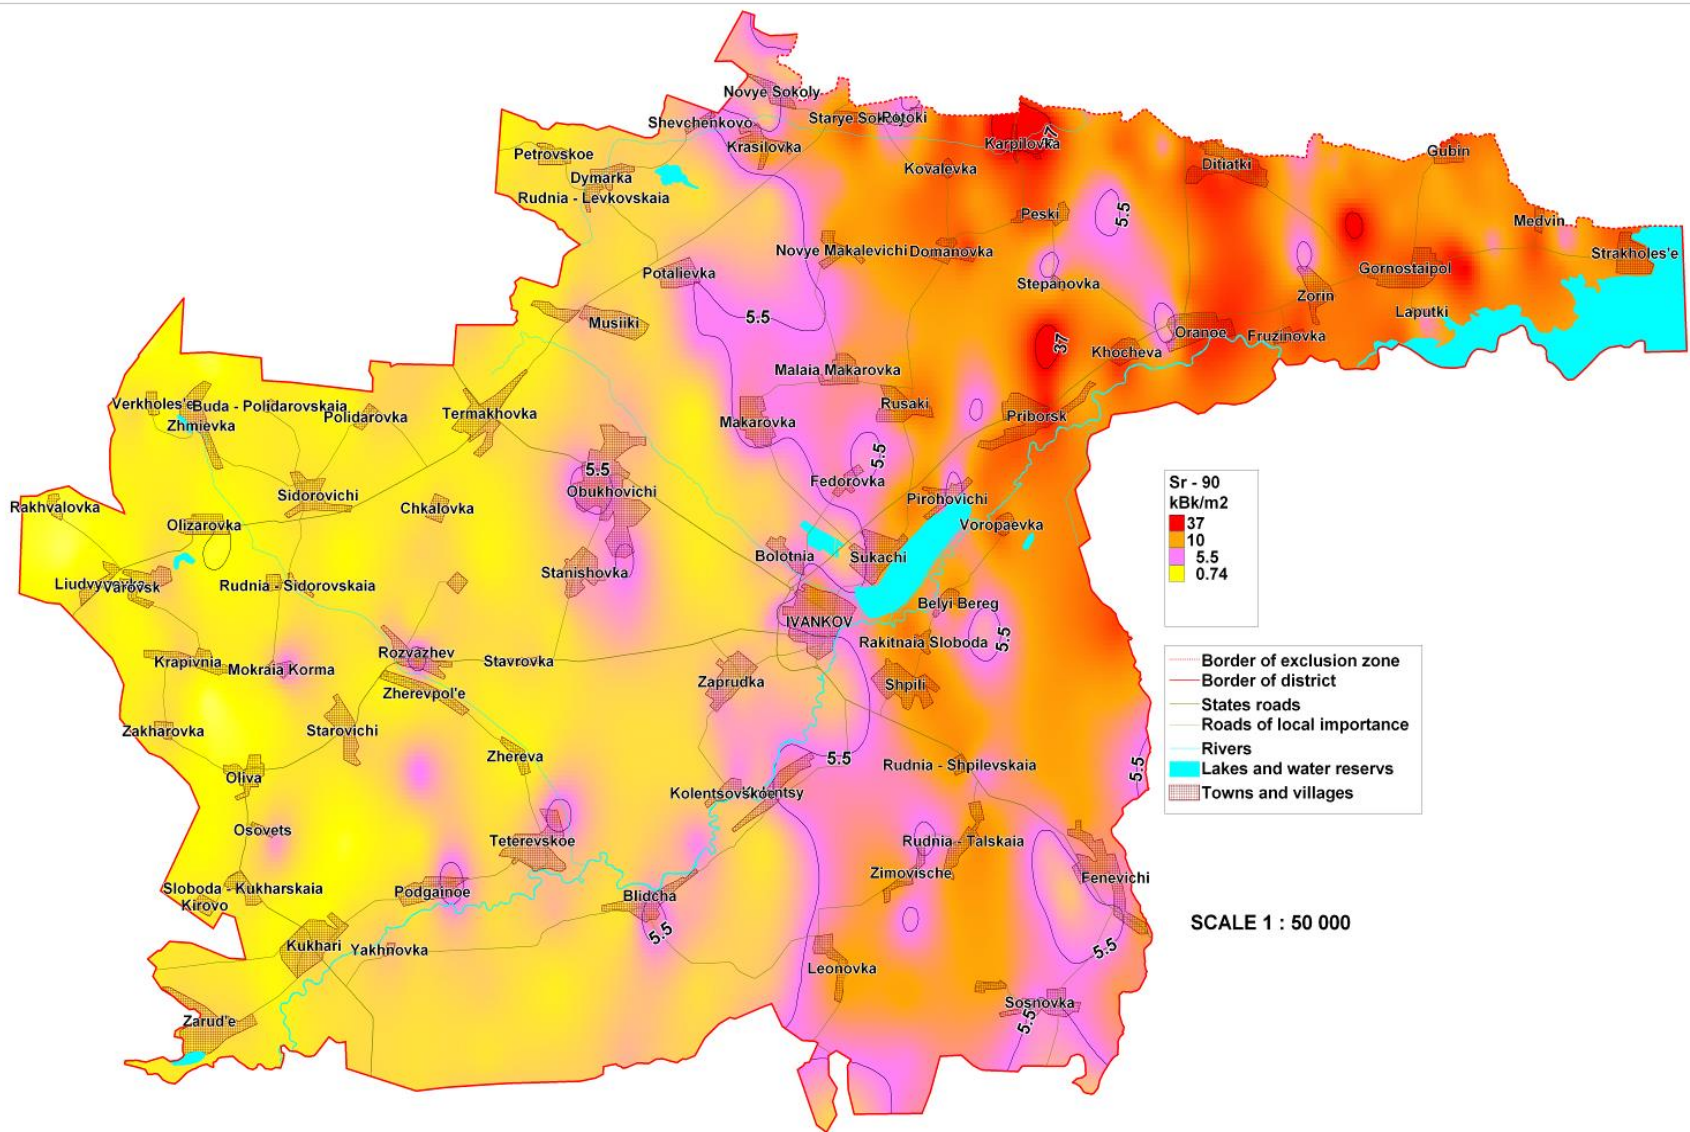 Novye Sokoly
Shevchenkovo
Starye Sokoly
Potoki
Krasilovka
37
Karpilovka
Petrovskoe
Dymarka
Rudnia - Levkovskaia
Kovalevka
Ditiatki
Gubin
Peski
5.5
Medvin
Novye Makalevichi
Domanovka
Strakholes'e
Potalievka
Stepanovka
Gornostaipol
Zorin
Laputki
5.5
Musiiki
Oranoe
Fruzinovka
37
Khocheva
Malaia Makarovka
Verkholes'e
Buda - Polidarovskaia
Zhmievka
Polidarovka
Termakhovka
Rusaki
Makarovka
Priborsk
5.5
5.5
Obukhovichi
Fedorovka
Sidorovichi
Pirohovichi
Rakhvalovka
Chkalovka
Olizarovka
Voropaevka
Bolotnia
Sukachi
Stanishovka
Varovsk
Rudnia - Sidorovskaia
Belyi Bereg
IVANKOV
5.5
Rakitnaia Sloboda
Rozvazhev
Stavrovka
Krapivnia
Mokraia Korma
Zaprudka
Shpili
Zherevpol'e
Zakharovka
Starovichi
Zhereva
5.5
Rudnia - Shpilevskaia
5.5
Oliva
Kolentsovskoe
Kolentsy
Osovets
Teterevskoe
Rudnia - Talskaia
Zimovische
Fenevichi
Sloboda - Kukharskaia
Kirovo
Podgainoe
Blidcha
5.5
Kukhari
Yakhnovka
5.5
Leonovka
Zarud'e
Sosnovka
5.5
Sr - 90
kBk/m2
37
10
5.5
0.74
Border of exclusion zone
Border of district
States roads
Roads of local importance
Rivers
Lakes and water reservs
Towns and villages
SCALE 1 : 50 000